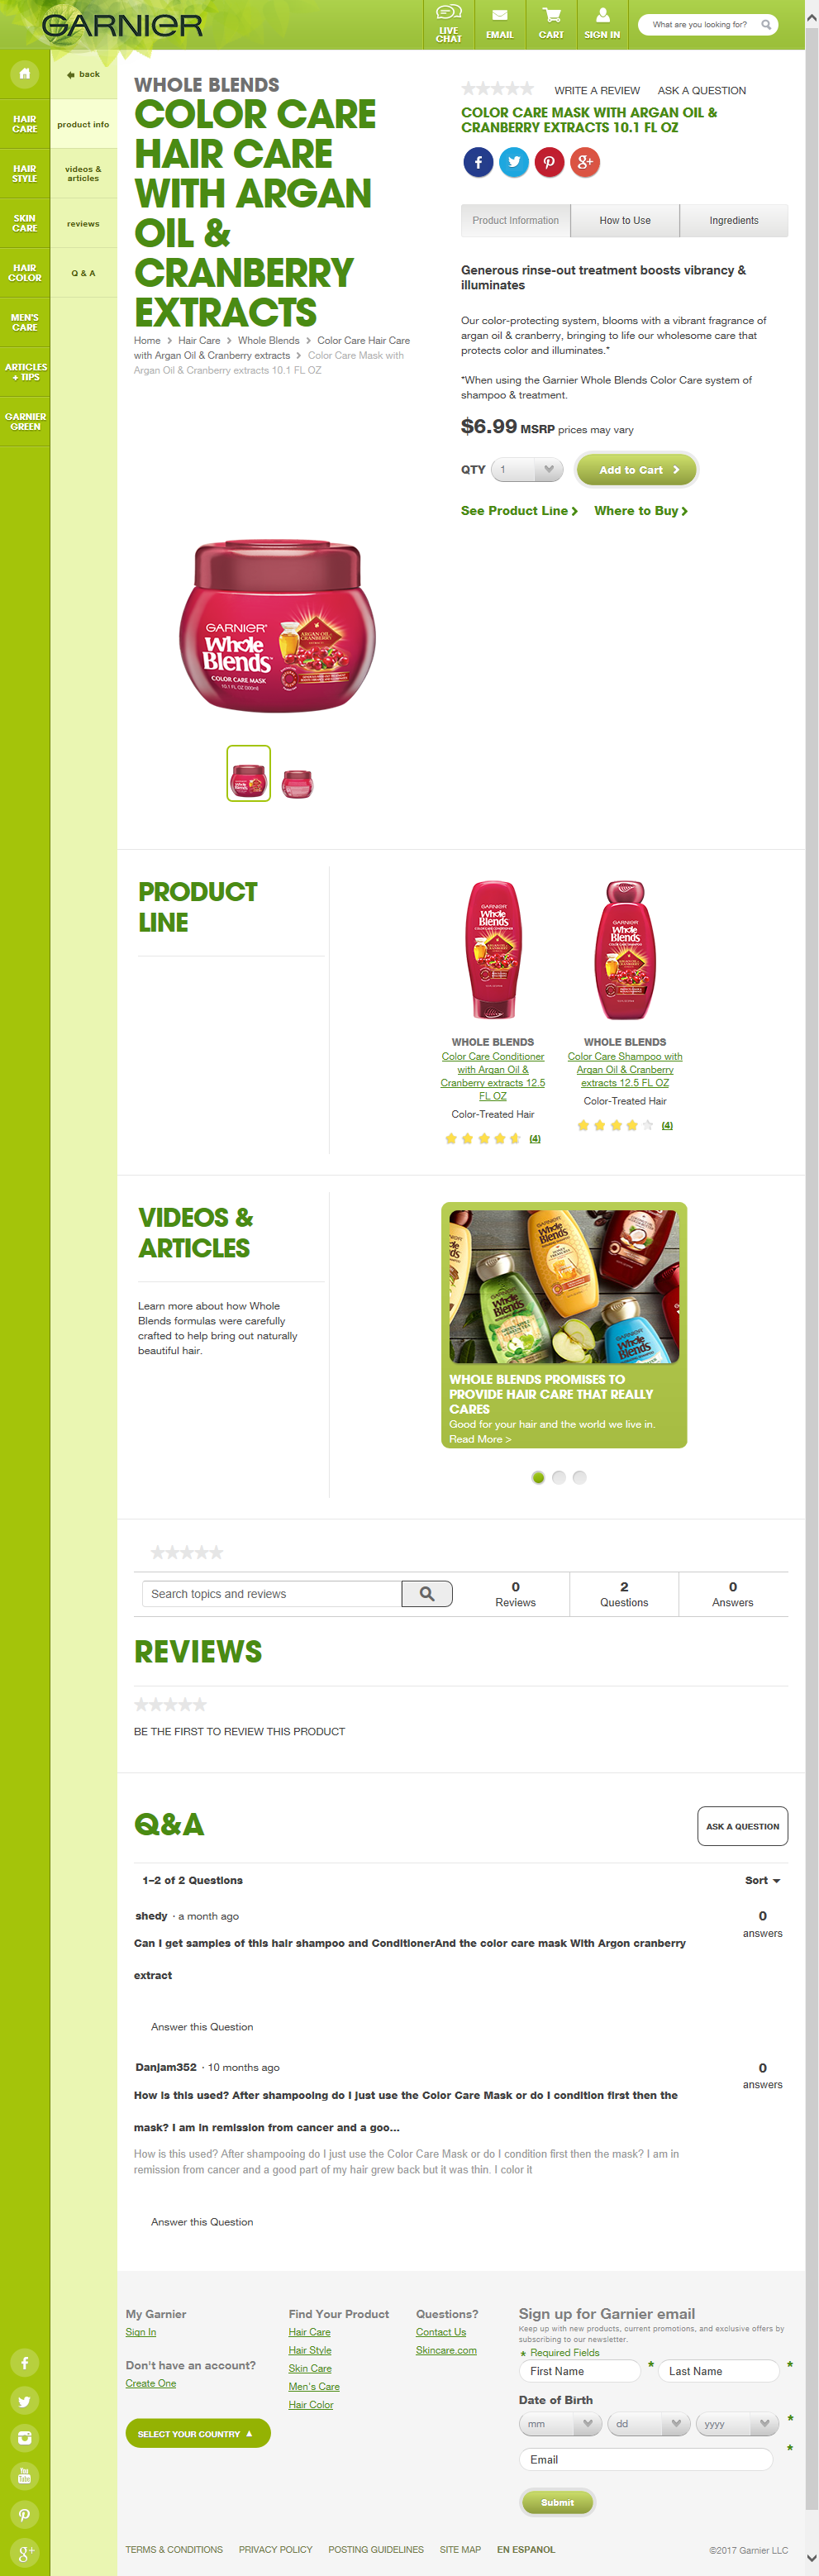 GARNIER
LIVE CHAT
EMAIL
CART
SIGN IN
What are you looking for?
HAIR CARE
HAIR STYLE
SKIN CARE
HAIR COLOR
MEN'S CARE
ARTICLES + TIPS
GARNIER GREEN
back
product info
videos & articles
reviews
Q & A
WHOLE BLENDS
COLOR CARE
HAIR CARE
WITH ARGAN
OIL &
CRANBERRY
EXTRACTS
Home > Hair Care > Whole Blends > Color Care Hair Care
with Argan Oil & Cranberry extracts > Color Care Mask with
Argan Oil & Cranberry extracts 10.1 FL OZ
GARNIER
Whole
Blends
ARGAN OIL &
CRANBERRY
COLOR CARE MASK
10.1 FL OZ (300ml)
WRITE A REVIEW ASK A QUESTION
COLOR CARE MASK WITH ARGAN OIL &
CRANBERRY EXTRACTS 10.1 FL OZ
Product Information
How to Use
Ingredients
Generous rinse-out treatment boosts vibrancy &
illuminates
Our color-protecting system, blooms with a vibrant fragrance of
argan oil & cranberry, bringing to life our wholesome care that
protects color and illuminates.*
*When using the Garnier Whole Blends Color Care system of
shampoo & treatment.
$6.99 MSRP prices may vary
QTY 1 Add to Cart >
See Product Line > Where to Buy >
PRODUCT
LINE
GARNIER
Whole
Blends
GARNIER
Whole
Blends
WHOLE BLENDS
Color Care Conditioner
with Argan Oil &
Cranberry extracts 12.5
FL OZ
Color-Treated Hair
(4)
WHOLE BLENDS
Color Care Shampoo with
Argan Oil & Cranberry
extracts 12.5 FL OZ
Color-Treated Hair
(4)
VIDEOS &
ARTICLES
Learn more about how Whole
Blends formulas were carefully
crafted to help bring out naturally
beautiful hair.
Whole
Blends
Whole
Blends
Whole
Blends
Whole
Blends
WHOLE BLENDS PROMISES TO
PROVIDE HAIR CARE THAT REALLY
CARES
Good for your hair and the world we live in.
Read More >
Search topics and reviews
0
Reviews
2
Questions
0
Answers
REVIEWS
BE THE FIRST TO REVIEW THIS PRODUCT
Q&A
ASK A QUESTION
1–2 of 2 Questions
Sort
shedy · a month ago
0
answers
Can I get samples of this hair shampoo and ConditionerAnd the color care mask With Argon cranberry
extract
Answer this Question
Danjam352 · 10 months ago
0
answers
How is this used? After shampooing do I just use the Color Care Mask or do I condition first then the
mask? I am in remission from cancer and a goo...
How is this used? After shampooing do I just use the Color Care Mask or do I condition first then the mask? I am in
remission from cancer and a good part of my hair grew back but it was thin. I color it
Answer this Question
My Garnier
Sign In
Don't have an account?
Create One
SELECT YOUR COUNTRY
Find Your Product
Hair Care
Hair Style
Skin Care
Men's Care
Hair Color
Questions?
Contact Us
Skincare.com
Sign up for Garnier email
Keep up with new products, current promotions, and exclusive offers by
subscribing to our newsletter.
* Required Fields
First Name * Last Name *
Date of Birth
mm dd yyyy *
Email *
Submit
You Tube
TERMS & CONDITIONS PRIVACY POLICY POSTING GUIDELINES SITE MAP EN ESPANOL
©2017 Garnier LLC